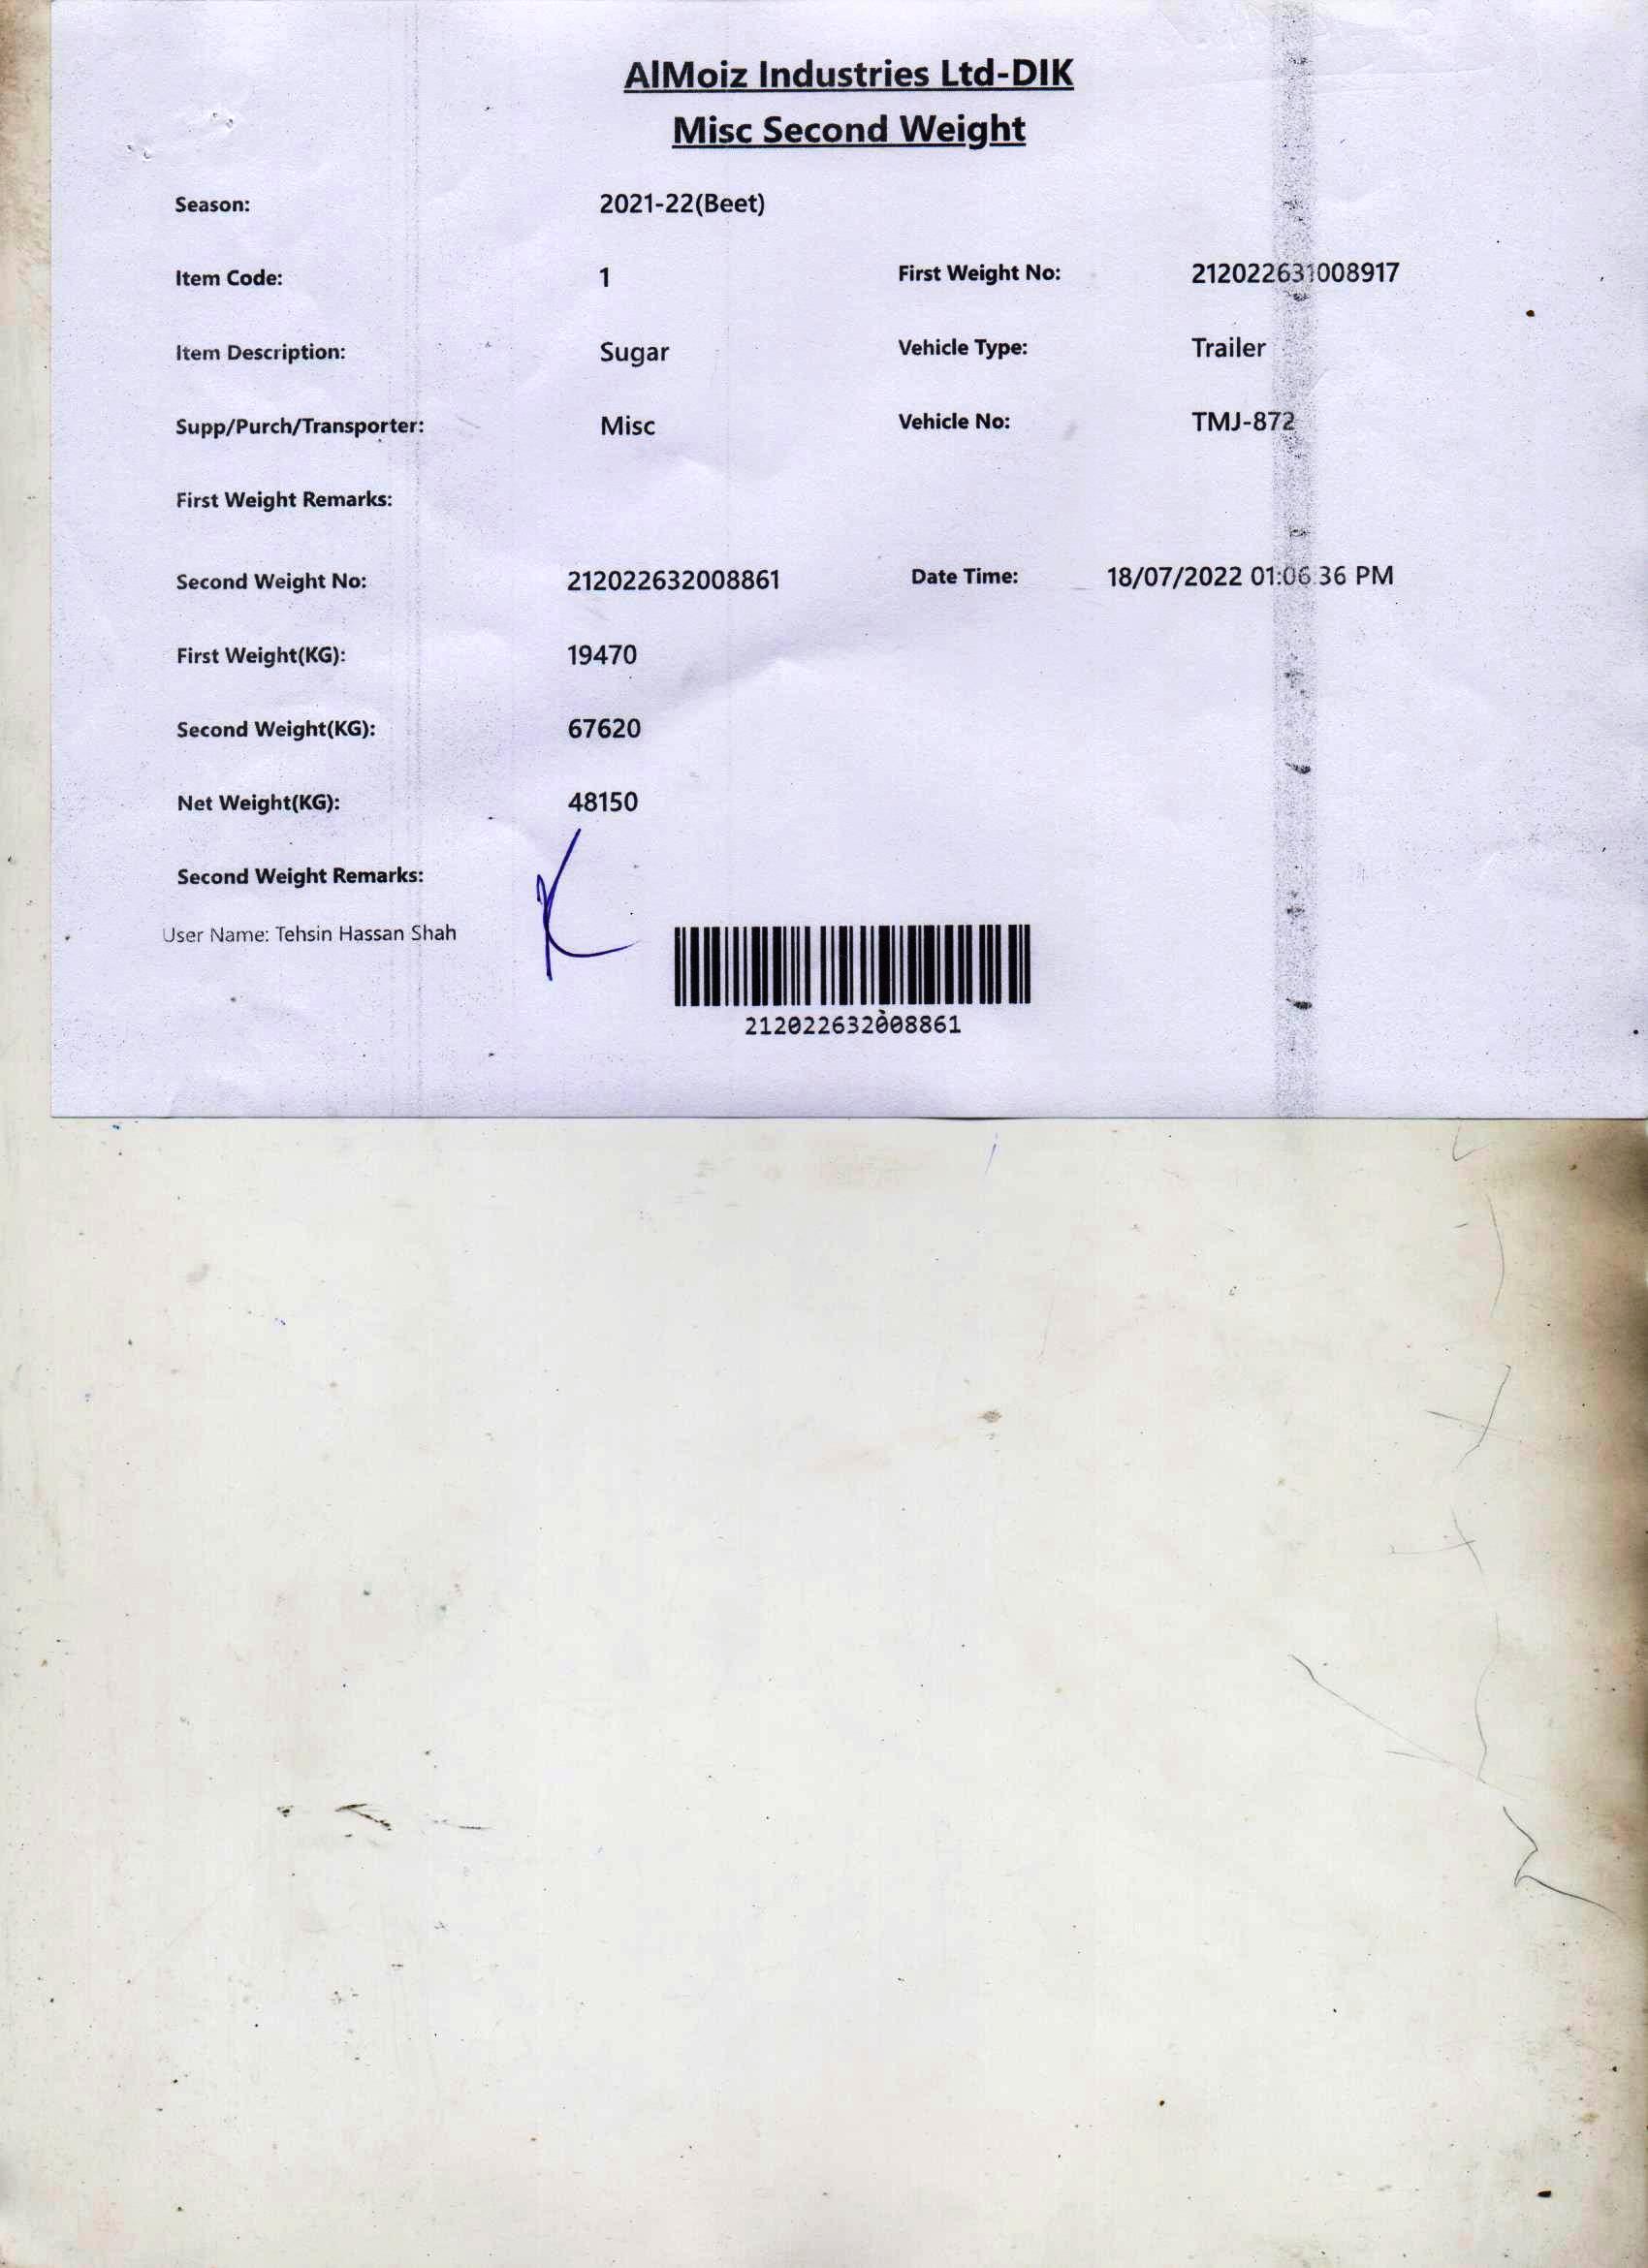 AlMoiz Industries Ltd-DIK
Misc Second Weight
Season: 2021-22(Beet)
Item Code: 1 First Weight No: 212022631008917
Item Description: Sugar Vehicle Type: Trailer
Supp/Purch/Transporter: Misc Vehicle No: TMJ-872
First Weight Remarks:
Second Weight No: 212022632008861 Date Time: 18/07/2022 01:06:36 PM
First Weight(KG): 19470
Second Weight(KG): 67620
Net Weight(KG): 48150
Second Weight Remarks:
User Name: Tehsin Hassan Shah
212022632008861